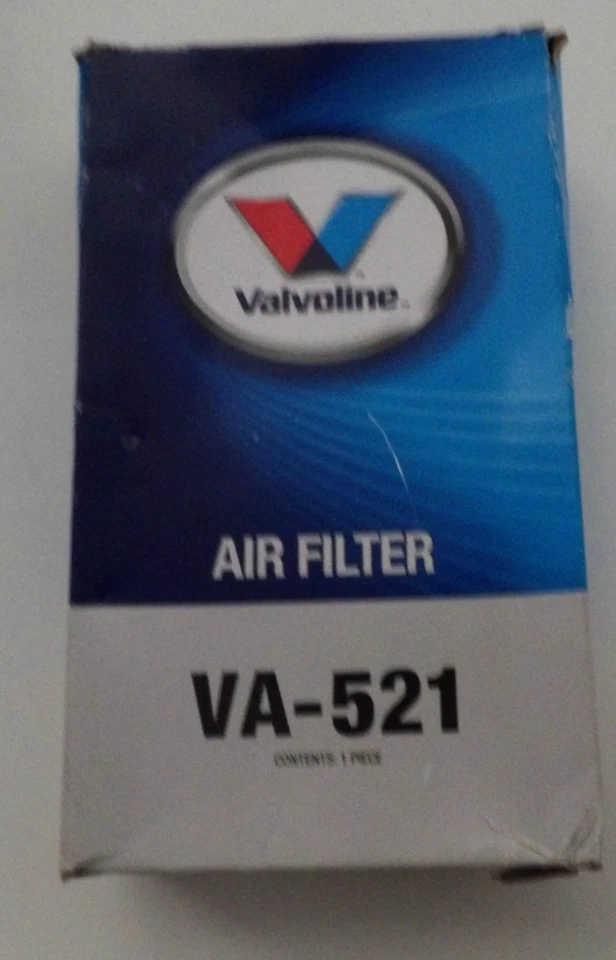 Valvoline
AIR FILTER
VA-521
CONTENTS: 1 PIECE